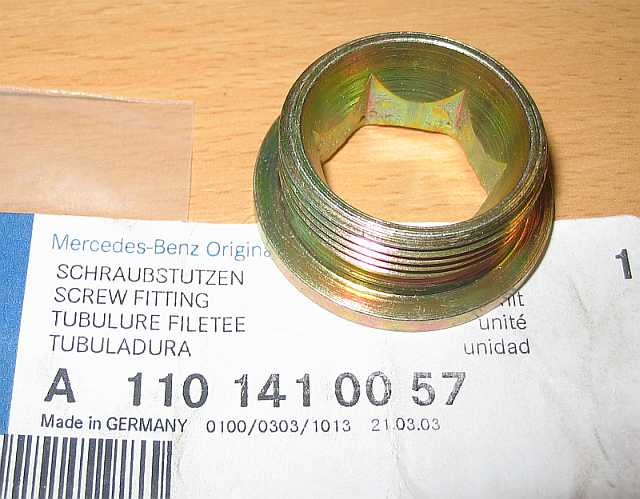 Mercedes-Benz Origina
SCHRAUBSTUTZEN
SCREW FITTING
TUBULURE FILETEE
TUBULADURA
1
unité
unidad
A 110 141 00 57
Made in GERMANY 0100/0303/1013 21.03.03